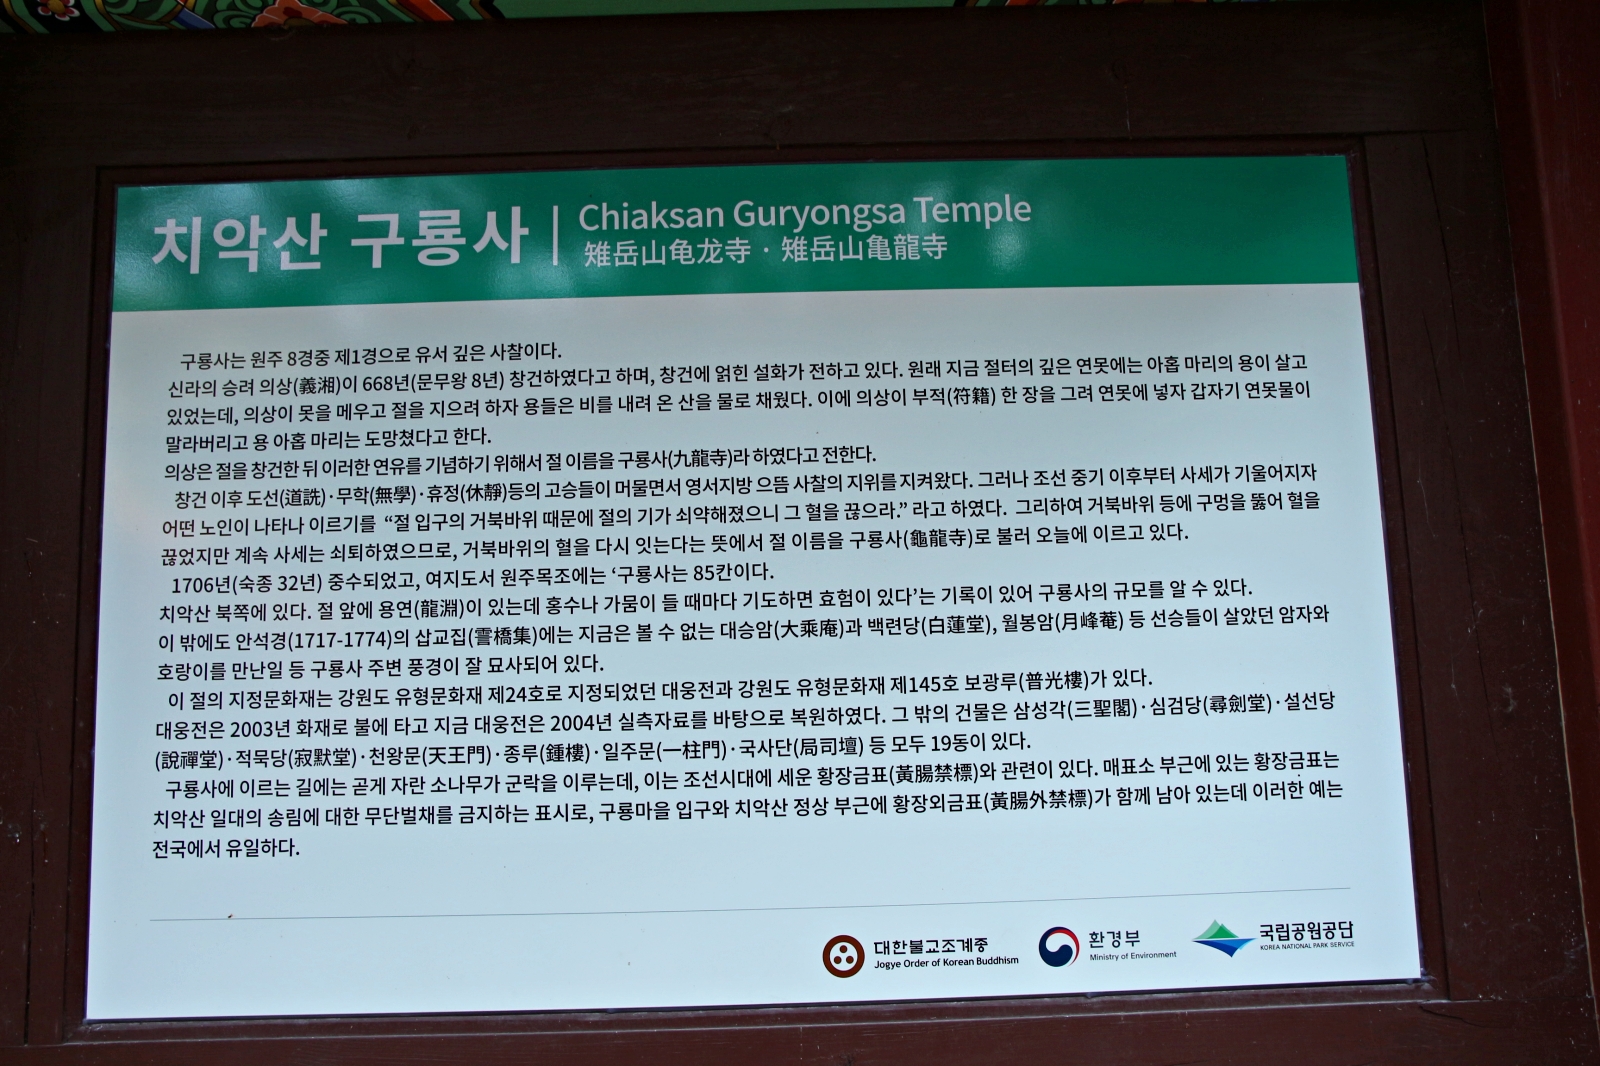 치악산 구룡사
Chiaksan Guryongsa Temple
雉岳山龟龙寺 · 雉岳山亀龍寺
구룡사는 원주 8경중 제1경으로 유서 깊은 사찰이다.
신라의 승려 의상(義湘)이 668년(문무왕 8년) 창건하였다고 하며, 창건에 얽힌 설화가 전하고 있다. 원래 지금 절터의 깊은 연못에는 아홉 마리의 용이 살고
있었는데, 의상이 못을 메우고 절을 지으려 하자 용들은 비를 내려 온 산을 물로 채웠다. 이에 의상이 부적(符籍) 한 장을 그려 연못에 넣자 갑자기 연못물이
말라버리고 용 아홉 마리는 도망쳤다고 한다.
의상은 절을 창건한 뒤 이러한 연유를 기념하기 위해서 절 이름을 구룡사(九龍寺)라 하였다고 전한다.
창건 이후 도선(道詵)·무학(無學)·휴정(休靜)등의 고승들이 머물면서 영서지방 으뜸 사찰의 지위를 지켜왔다. 그러나 조선 중기 이후부터 사세가 기울어지자
어떤 노인이 나타나 이르기를 “절 입구의 거북바위 때문에 절의 기가 쇠약해졌으니 그 혈을 끊으라.” 라고 하였다. 그리하여 거북바위 등에 구멍을 뚫어 혈을
끊었지만 계속 사세는 쇠퇴하였으므로, 거북바위의 혈을 다시 잇는다는 뜻에서 절 이름을 구룡사(龜龍寺)로 불러 오늘에 이르고 있다.
1706년(숙종 32년) 중수되었고, 여지도서 원주목조에는 ‘구룡사는 85칸이다.
치악산 북쪽에 있다. 절 앞에 용연(龍淵)이 있는데 홍수나 가뭄이 들 때마다 기도하면 효험이 있다’는 기록이 있어 구룡사의 규모를 알 수 있다.
이 밖에도 안석경(1717-1774)의 삽교집(霅橋集)에는 지금은 볼 수 없는 대승암(大乘庵)과 백련당(白蓮堂), 월봉암(月峰菴) 등 선승들이 살았던 암자와
호랑이를 만난일 등 구룡사 주변 풍경이 잘 묘사되어 있다.
이 절의 지정문화재는 강원도 유형문화재 제24호로 지정되었던 대웅전과 강원도 유형문화재 제145호 보광루(普光樓)가 있다.
대웅전은 2003년 화재로 불에 타고 지금 대웅전은 2004년 실측자료를 바탕으로 복원하였다. 그 밖의 건물은 삼성각(三聖閣)·심검당(尋劍堂)·설선당
(說禪堂)·적묵당(寂默堂)·천왕문(天王門)·종루(鍾樓)·일주문(一柱門)·국사단(局司壇) 등 모두 19동이 있다.
구룡사에 이르는 길에는 곧게 자란 소나무가 군락을 이루는데, 이는 조선시대에 세운 황장금표(黃腸禁標)와 관련이 있다. 매표소 부근에 있는 황장금표는
치악산 일대의 송림에 대한 무단벌채를 금지하는 표시로, 구룡마을 입구와 치악산 정상 부근에 황장외금표(黃腸外禁標)가 함께 남아 있는데 이러한 예는
전국에서 유일하다.
대한불교조계종
Jogye Order of Korean Buddhism
환경부
Ministry of Environment
국립공원공단
KOREA NATIONAL PARK SERVICE